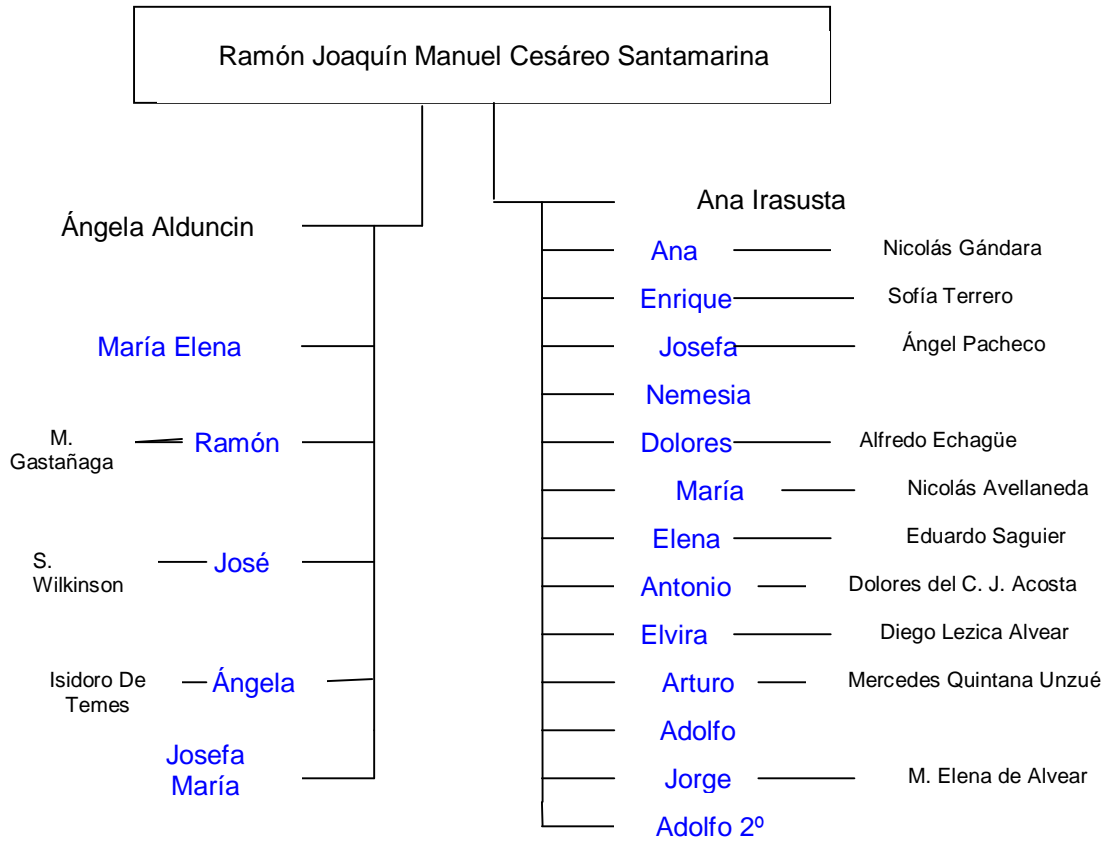 Ramón Joaquín Manuel Cesáreo Santamarina
Ángela Alduncin
María Elena
M.
Gastañaga
Ramón
S.
Wilkinson
José
Isidoro De
Temes
Ángela
Josefa
María
Ana Irasusta
Ana
Nicolás Gándara
Enrique
Sofía Terrero
Josefa
Ángel Pacheco
Nemesia
Dolores
Alfredo Echagüe
María
Nicolás Avellaneda
Elena
Eduardo Saguier
Antonio
Dolores del C. J. Acosta
Elvira
Diego Lezica Alvear
Arturo
Mercedes Quintana Unzué
Adolfo
Jorge
M. Elena de Alvear
Adolfo 2º